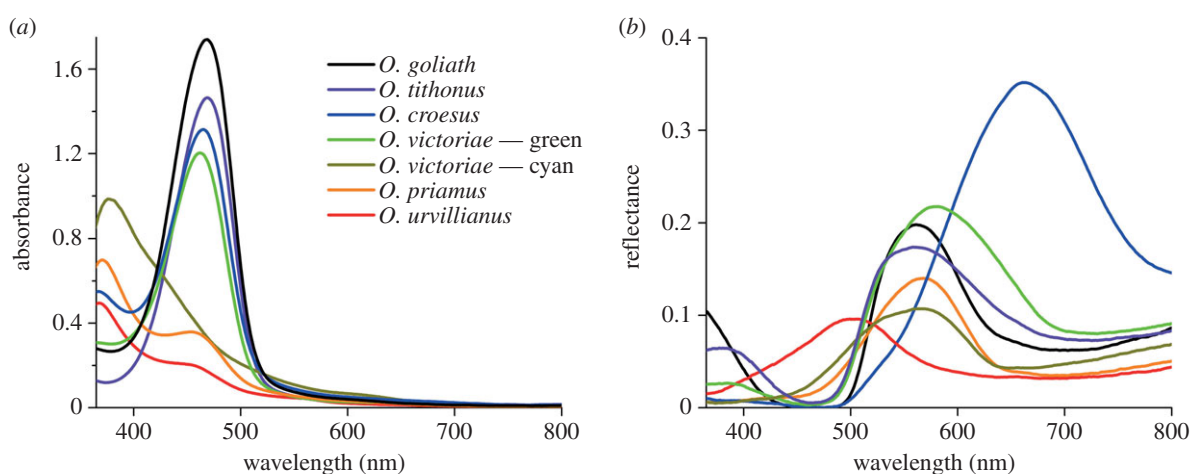 (a)
1.6
1.2
0.8
0.4
0
absorbance
400 500 600 700 800
wavelength (nm)
O. goliath
O. tithonus
O. croesus
O. victoriae — green
O. victoriae — cyan
O. priamus
O. urvillianus
(b)
0.4
0.3
0.2
0.1
0
reflectance
400 500 600 700 800
wavelength (nm)